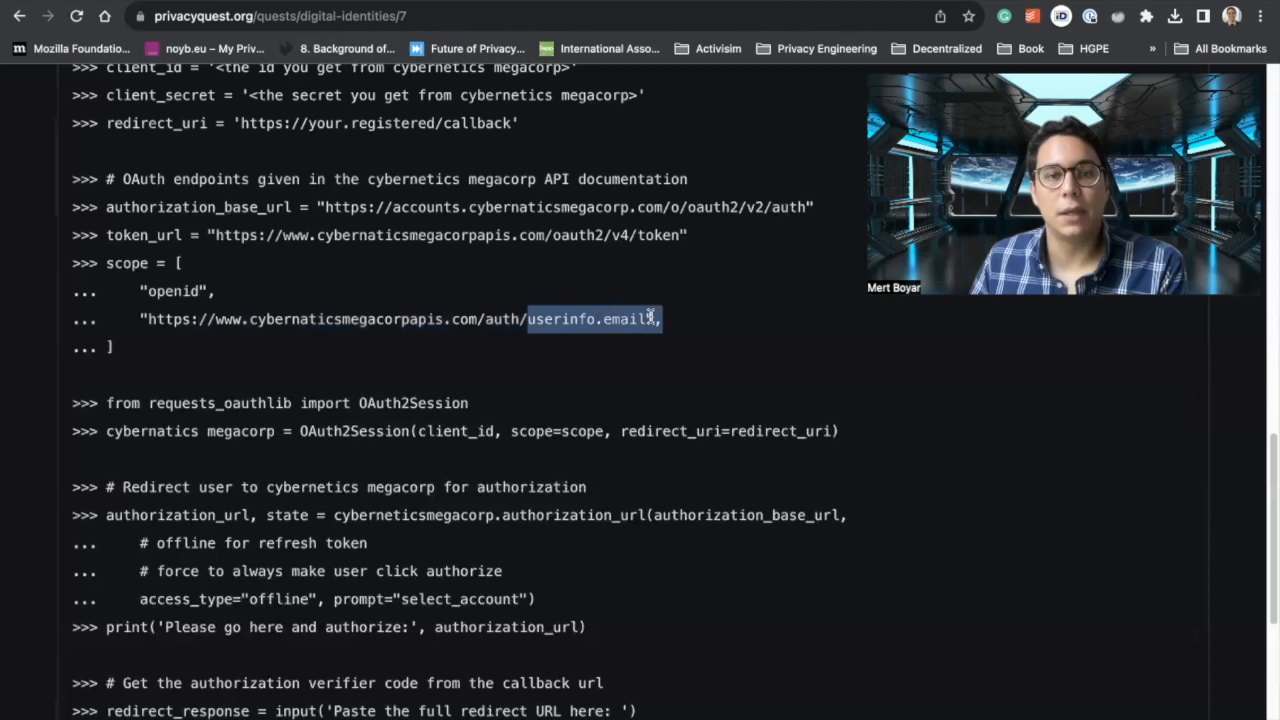 privacyquest.org/quests/digital-identities/7
Mozilla Foundatio...
noyb.eu – My Priv...
8. Background of...
Future of Privacy...
International Asso...
Activisim
Privacy Engineering
Decentralized
Book
HGPE
»
All Bookmarks
>>> client_id = '<the id you get from cybernetics megacorp>'
>>> client_secret = '<the secret you get from cybernetics megacorp>'
>>> redirect_uri = 'https://your.registered/callback'
>>> # OAuth endpoints given in the cybernetics megacorp API documentation
>>> authorization_base_url = "https://accounts.cybernaticsmegacorp.com/o/oauth2/v2/auth"
>>> token_url = "https://www.cybernaticsmegacorpapis.com/oauth2/v4/token"
>>> scope = [
... "openid",
... "https://www.cybernaticsmegacorpapis.com/auth/userinfo.email",
... ]
>>> from requests_oauthlib import OAuth2Session
>>> cybernatics megacorp = OAuth2Session(client_id, scope=scope, redirect_uri=redirect_uri)
>>> # Redirect user to cybernetics megacorp for authorization
>>> authorization_url, state = cyberneticsmegacorp.authorization_url(authorization_base_url,
... # offline for refresh token
... # force to always make user click authorize
... access_type="offline", prompt="select_account")
>>> print('Please go here and authorize:', authorization_url)
>>> # Get the authorization verifier code from the callback url
>>> redirect_response = input('Paste the full redirect URL here: ')
Mert Boyar